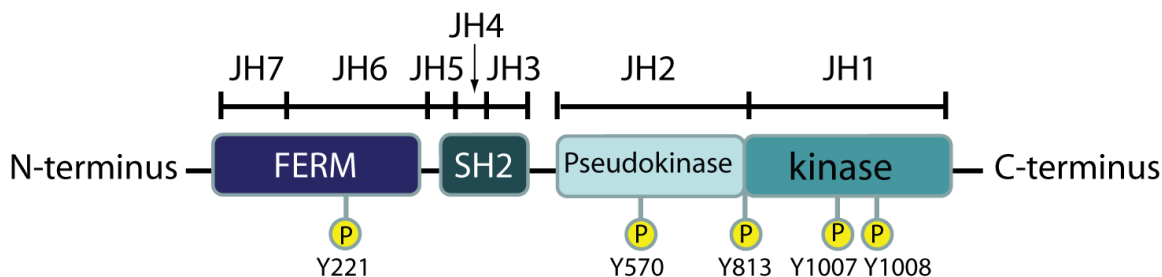 JH4
JH7 JH6 JH5 JH3 JH2 JH1
N-terminus FERM SH2 Pseudokinase kinase C-terminus
P P P P P
Y221 Y570 Y813 Y1007 Y1008